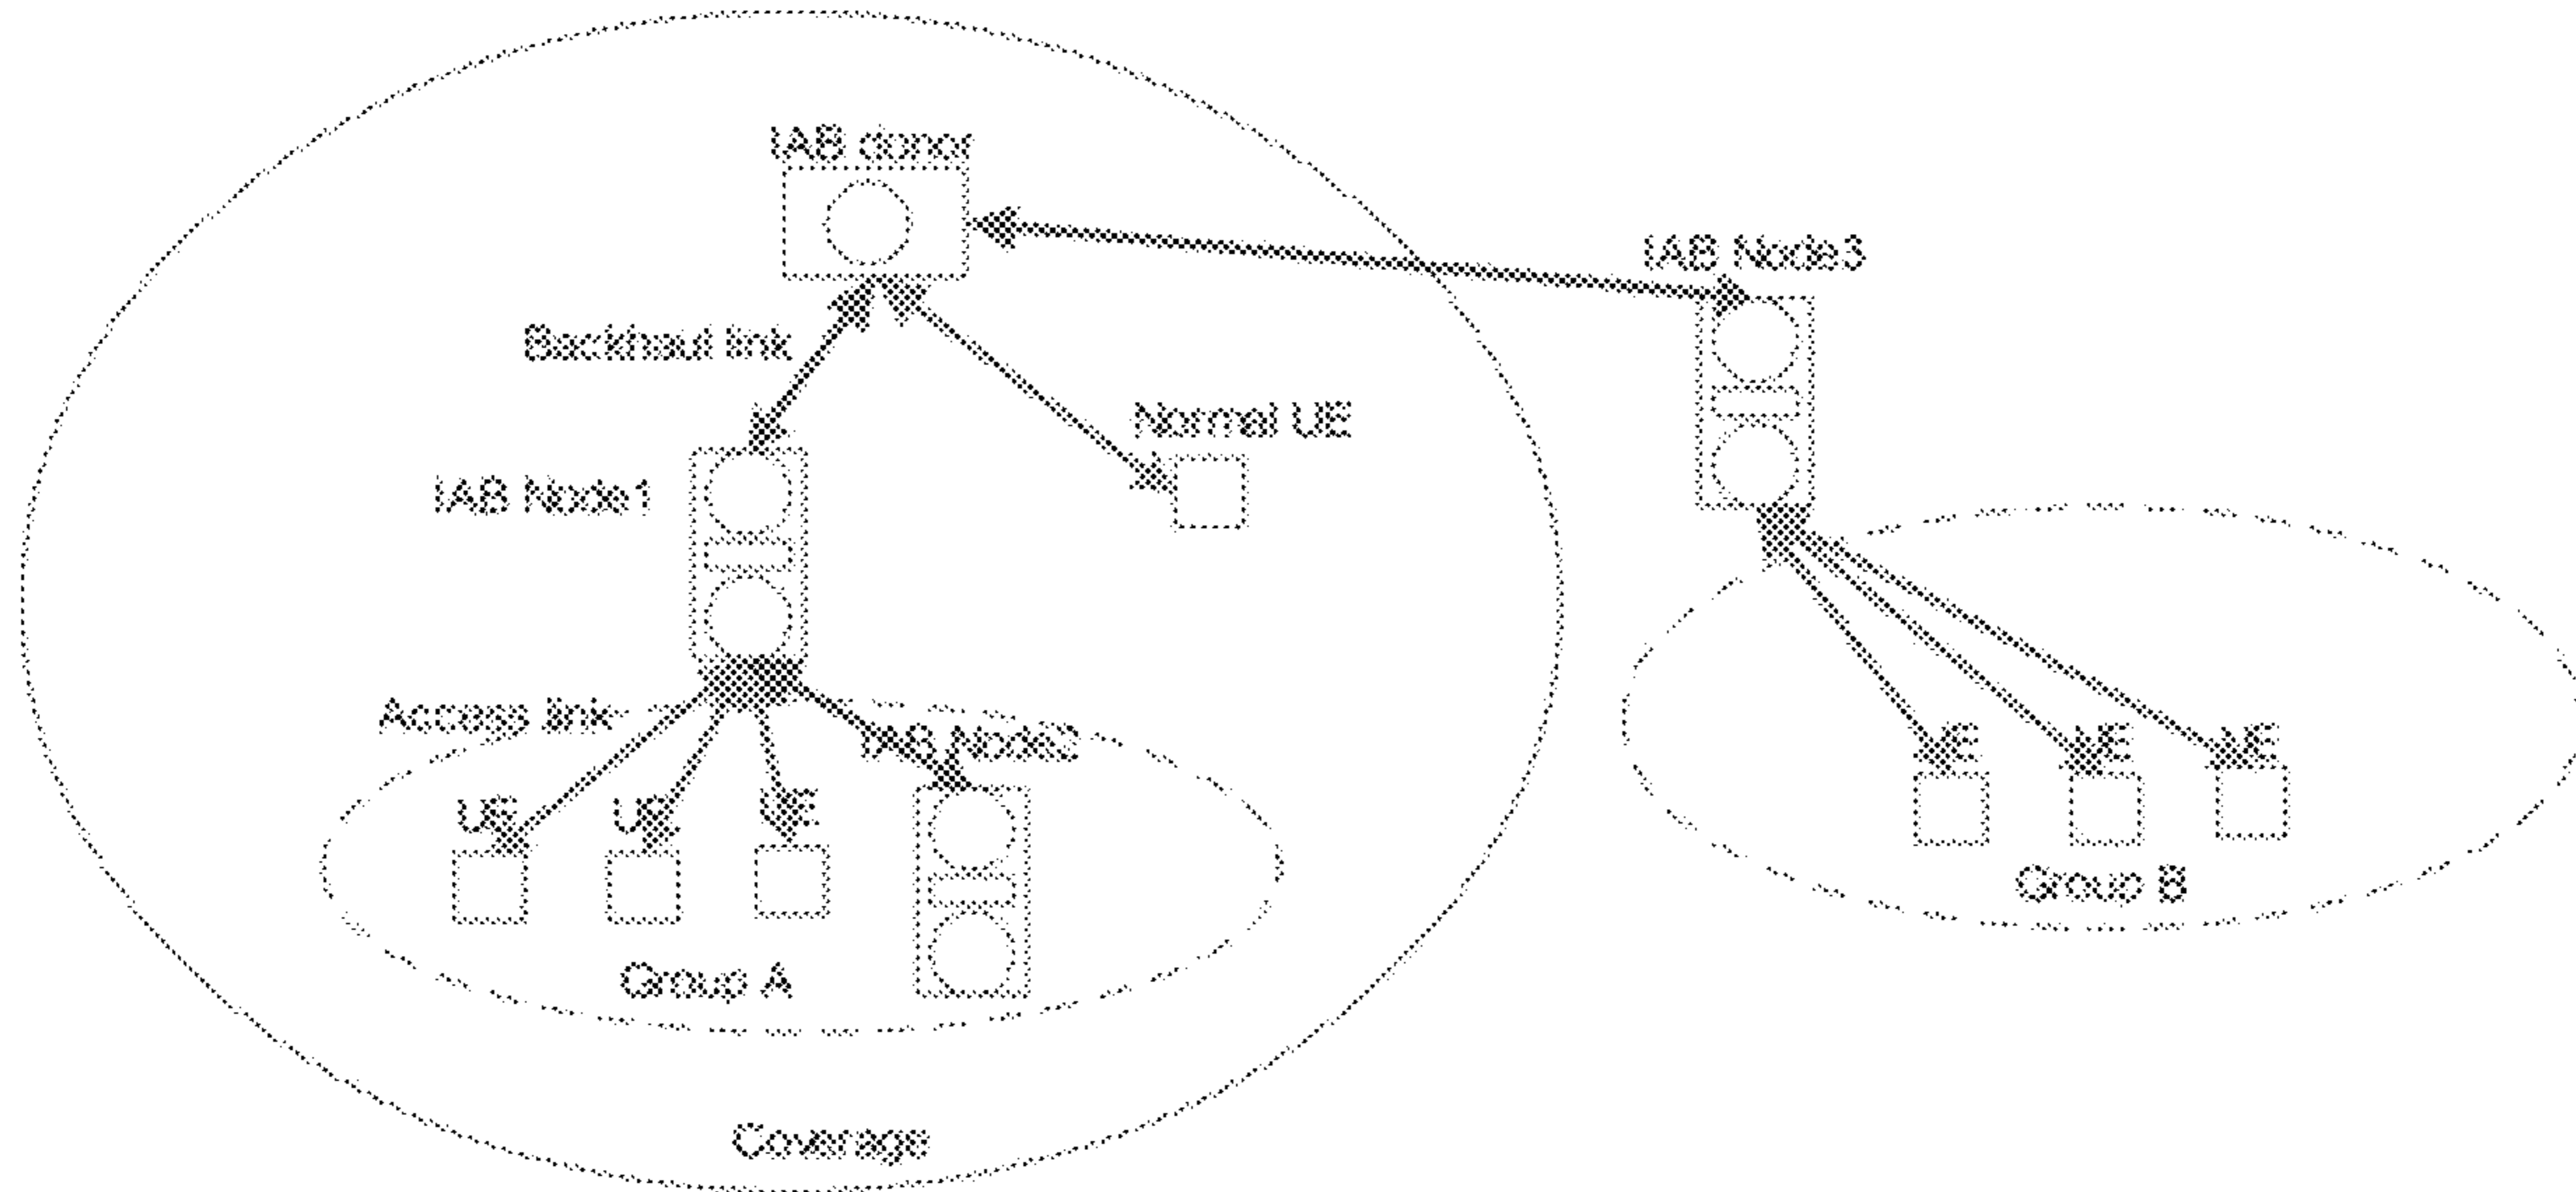 IAB donor
IAB Node3
Backhaul link
Normal UE
IAB Node1
Access link
IAB Node2
UE
UE
UE
UE
UE
UE
Group B
Group A
Coverage